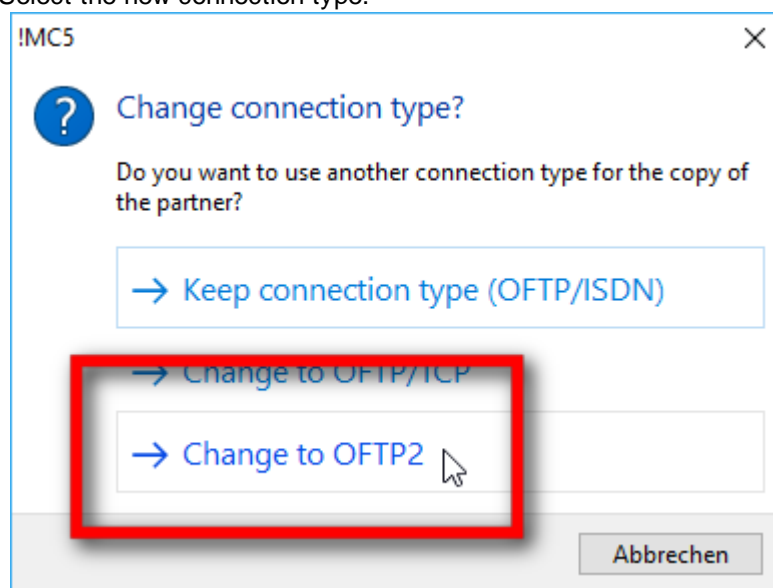 Select the new connection type.
!MC5
Change connection type?
Do you want to use another connection type for the copy of
the partner?
→ Keep connection type (OFTP/ISDN)
→ Change to OFTP/TCP
→ Change to OFTP2
Abbrechen